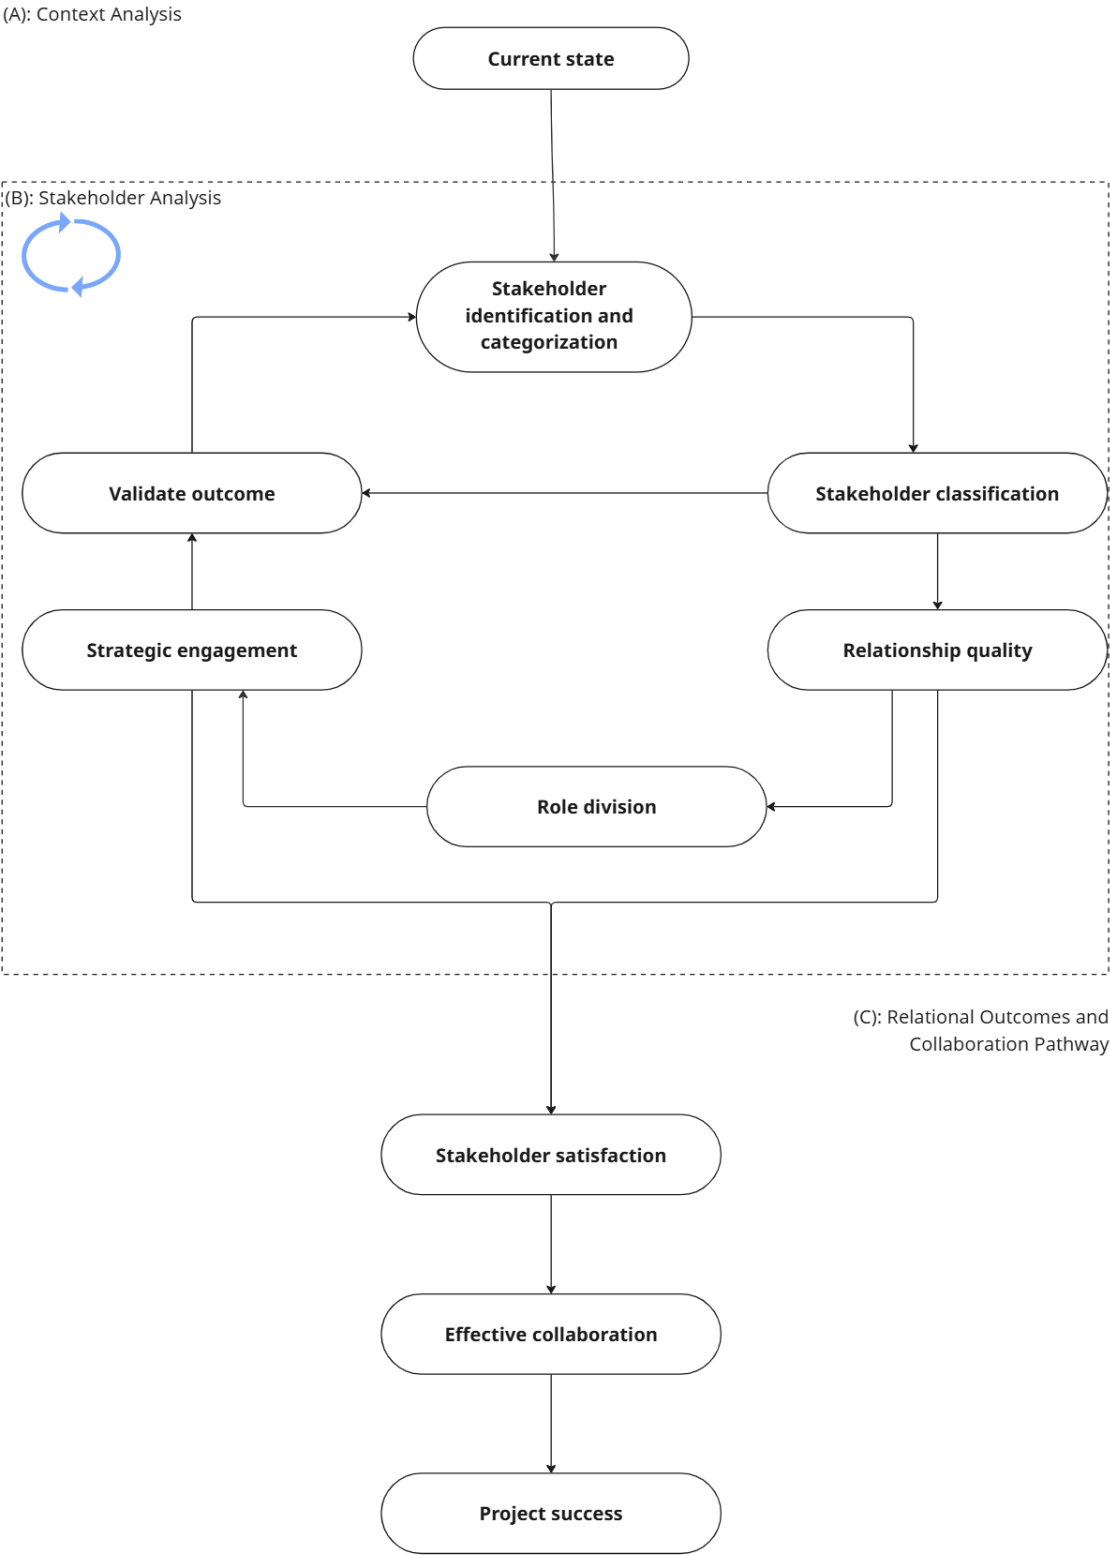 (A): Context Analysis
Current state
(B): Stakeholder Analysis
Stakeholder
identification and
categorization
Validate outcome
Stakeholder classification
Strategic engagement
Relationship quality
Role division
(C): Relational Outcomes and
Collaboration Pathway
Stakeholder satisfaction
Effective collaboration
Project success